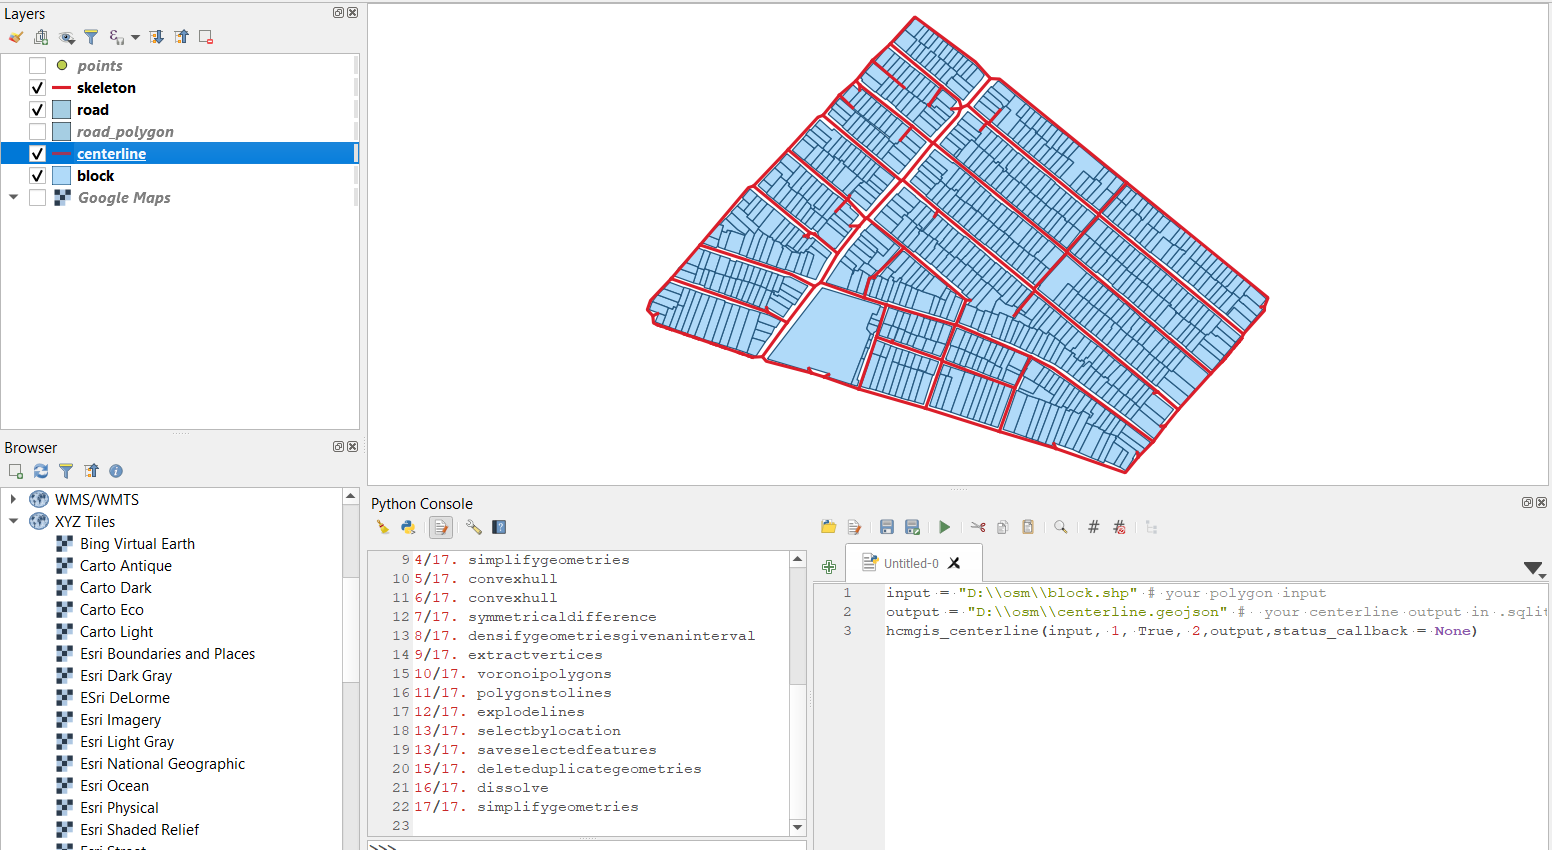 Layers
points
skeleton
road
road_polygon
centerline
block
Google Maps
Browser
WMS/WMTS
XYZ Tiles
Bing Virtual Earth
Carto Antique
Carto Dark
Carto Eco
Carto Light
Esri Boundaries and Places
Esri Dark Gray
ESri DeLorme
Esri Imagery
Esri Light Gray
Esri National Geographic
Esri Ocean
Esri Physical
Esri Shaded Relief
Esri Street
Python Console
9 4/17. simplifygeometries
10 5/17. convexhull
11 6/17. convexhull
12 7/17. symmetricaldifference
13 8/17. densifygeometriesgivenaninterval
14 9/17. extractvertices
15 10/17. voronoipolygons
16 11/17. polygonstolines
17 12/17. explodelines
18 13/17. selectbylocation
19 13/17. saveselectedfeatures
20 15/17. deleteduplicategeometries
21 16/17. dissolve
22 17/17. simplifygeometries
23
>>>
Untitled-0
1 input = "D:\\osm\\block.shp" # your polygon input
2 output = "D:\\osm\\centerline.geojson" # your centerline output in .sqlit
3 hcmgis_centerline(input, 1, True, 2,output,status_callback = None)